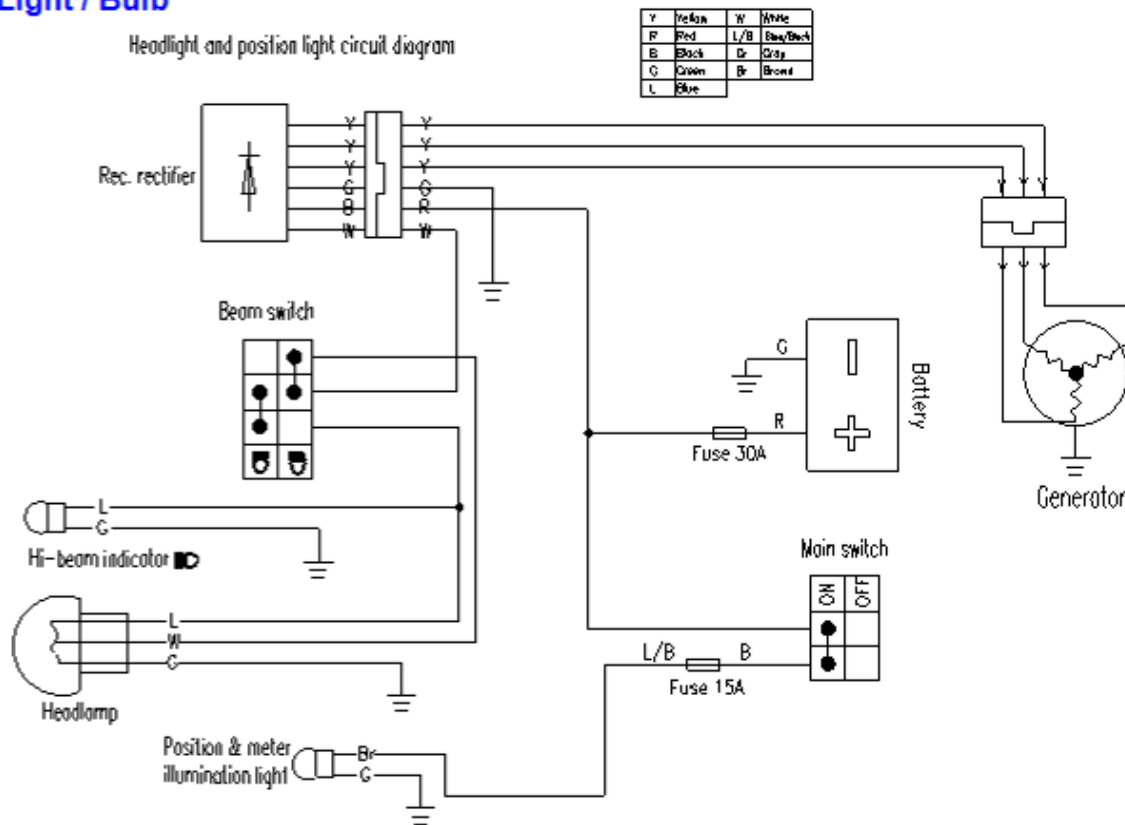 Light / Bulb
Headlight and position light circuit diagram
Y Yellow W White
R Red L/B Blue/Black
B Black Gr Gray
G Green Br Brown
L Blue
Rec. rectifier
Y Y
Y Y
Y Y
G G
B R
W W
Y Y Y
Y Y Y
Beam switch
G
R
Battery
Fuse 30A
Generator
L
G
Hi-beam indicator
Main switch
ON OFF
L
W
G
Headlamp
L/B B
Fuse 15A
Position & meter
illumination light
Br
G